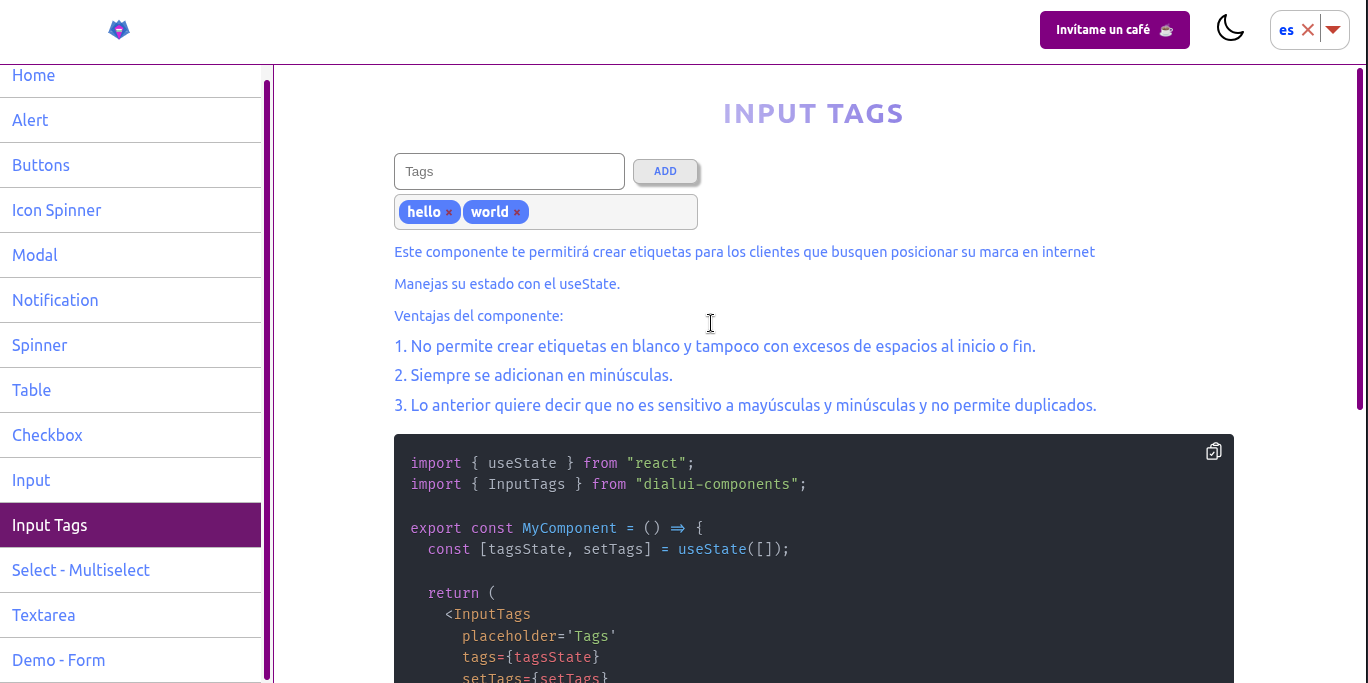 Invítame un café ☕
es
Home
Alert
Buttons
Icon Spinner
Modal
Notification
Spinner
Table
Checkbox
Input
Input Tags
Select - Multiselect
Textarea
Demo - Form
INPUT TAGS
Tags
ADD
hello × world ×
Este componente te permitirá crear etiquetas para los clientes que busquen posicionar su marca en internet
Manejas su estado con el useState.
Ventajas del componente:
1. No permite crear etiquetas en blanco y tampoco con excesos de espacios al inicio o fin.
2. Siempre se adicionan en minúsculas.
3. Lo anterior quiere decir que no es sensitivo a mayúsculas y minúsculas y no permite duplicados.
import { useState } from "react";
import { InputTags } from "dialui-components";
export const MyComponent = () => {
const [tagsState, setTags] = useState([]);
return (
<InputTags
placeholder='Tags'
tags={tagsState}
setTags={setTags}